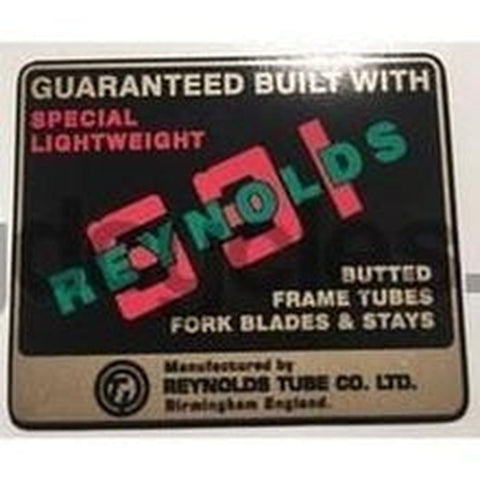 GUARANTEED BUILT WITH
SPECIAL
LIGHTWEIGHT
531
REYNOLDS
BUTTED
FRAME TUBES
FORK BLADES & STAYS
Manufactured by
REYNOLDS TUBE CO. LTD.
Birmingham England.